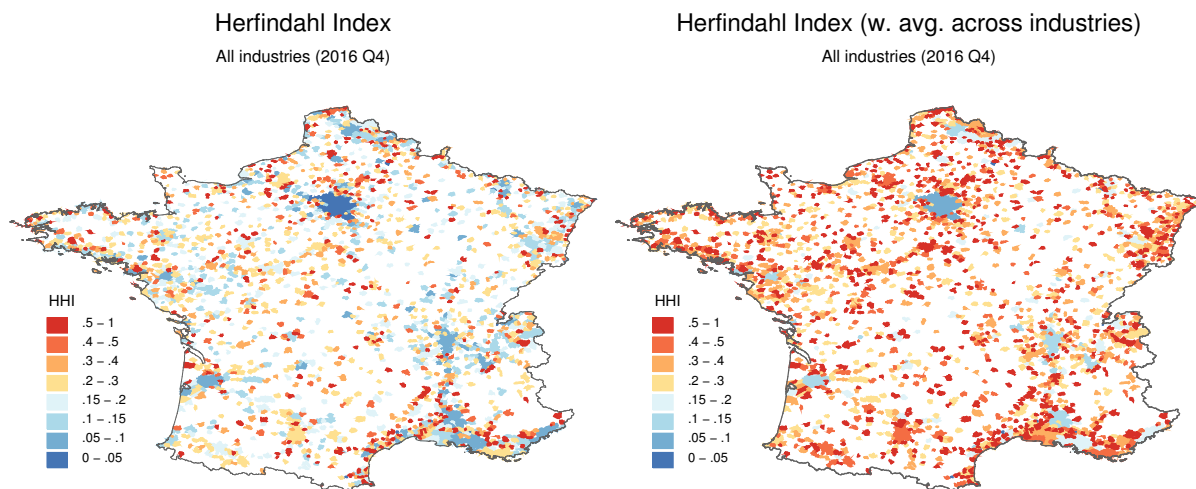 Herfindahl Index
All industries (2016 Q4)
HHI
.5 – 1
.4 – .5
.3 – .4
.2 – .3
.15 – .2
.1 – .15
.05 – .1
0 – .05
Herfindahl Index (w. avg. across industries)
All industries (2016 Q4)
HHI
.5 – 1
.4 – .5
.3 – .4
.2 – .3
.15 – .2
.1 – .15
.05 – .1
0 – .05